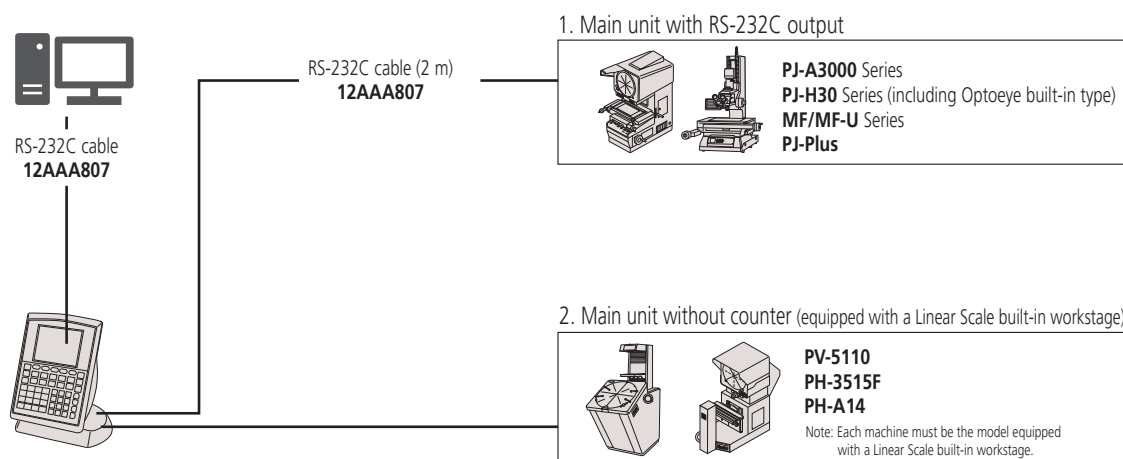 1. Main unit with RS-232C output
RS-232C cable (2 m)
12AAA807
PJ-A3000 Series
PJ-H30 Series (including Optoeye built-in type)
MF/MF-U Series
PJ-Plus
RS-232C cable
12AAA807
2. Main unit without counter (equipped with a Linear Scale built-in workstage)
PV-5110
PH-3515F
PH-A14
Note: Each machine must be the model equipped
with a Linear Scale built-in workstage.